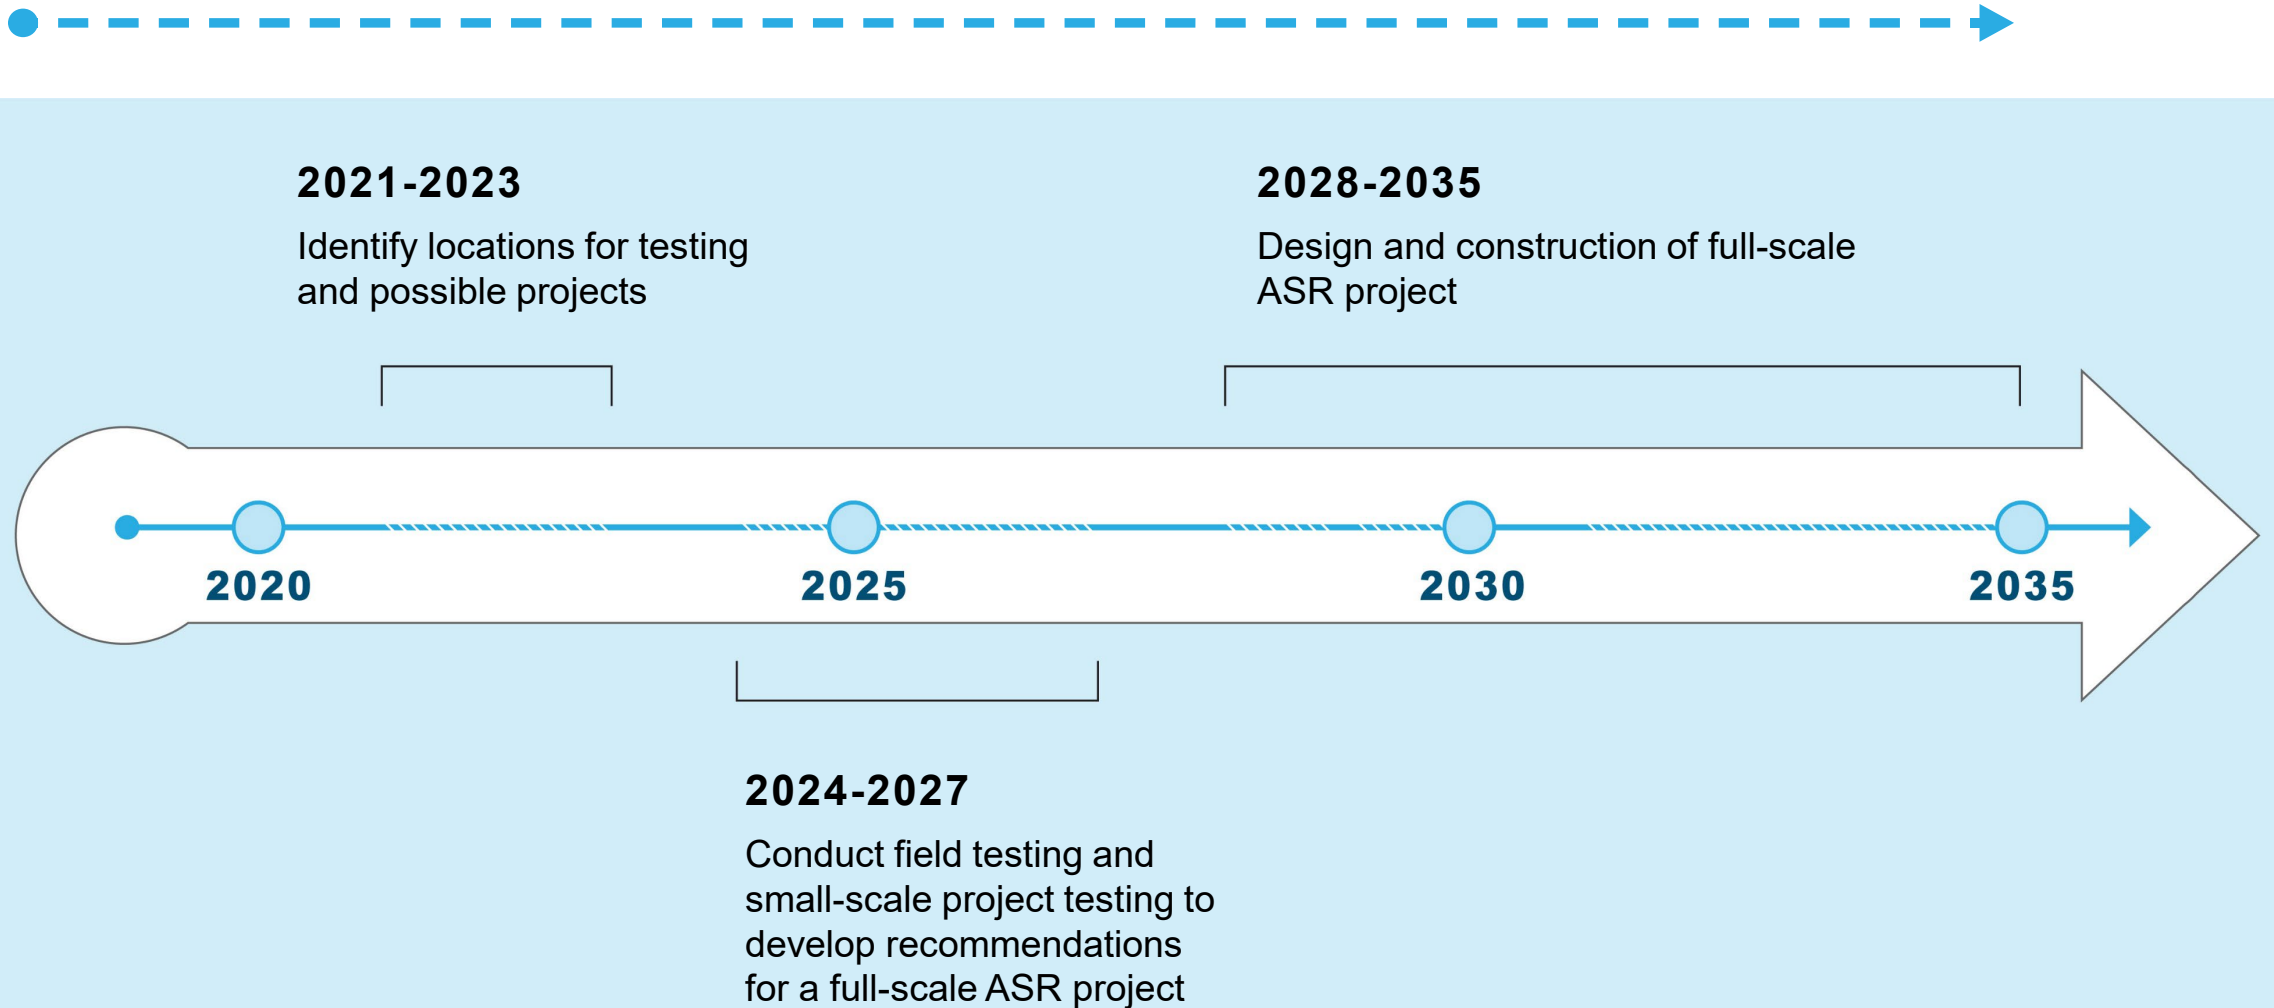 2021-2023
Identify locations for testing
and possible projects
2028-2035
Design and construction of full-scale
ASR project
2020
2025
2030
2035
2024-2027
Conduct field testing and
small-scale project testing to
develop recommendations
for a full-scale ASR project